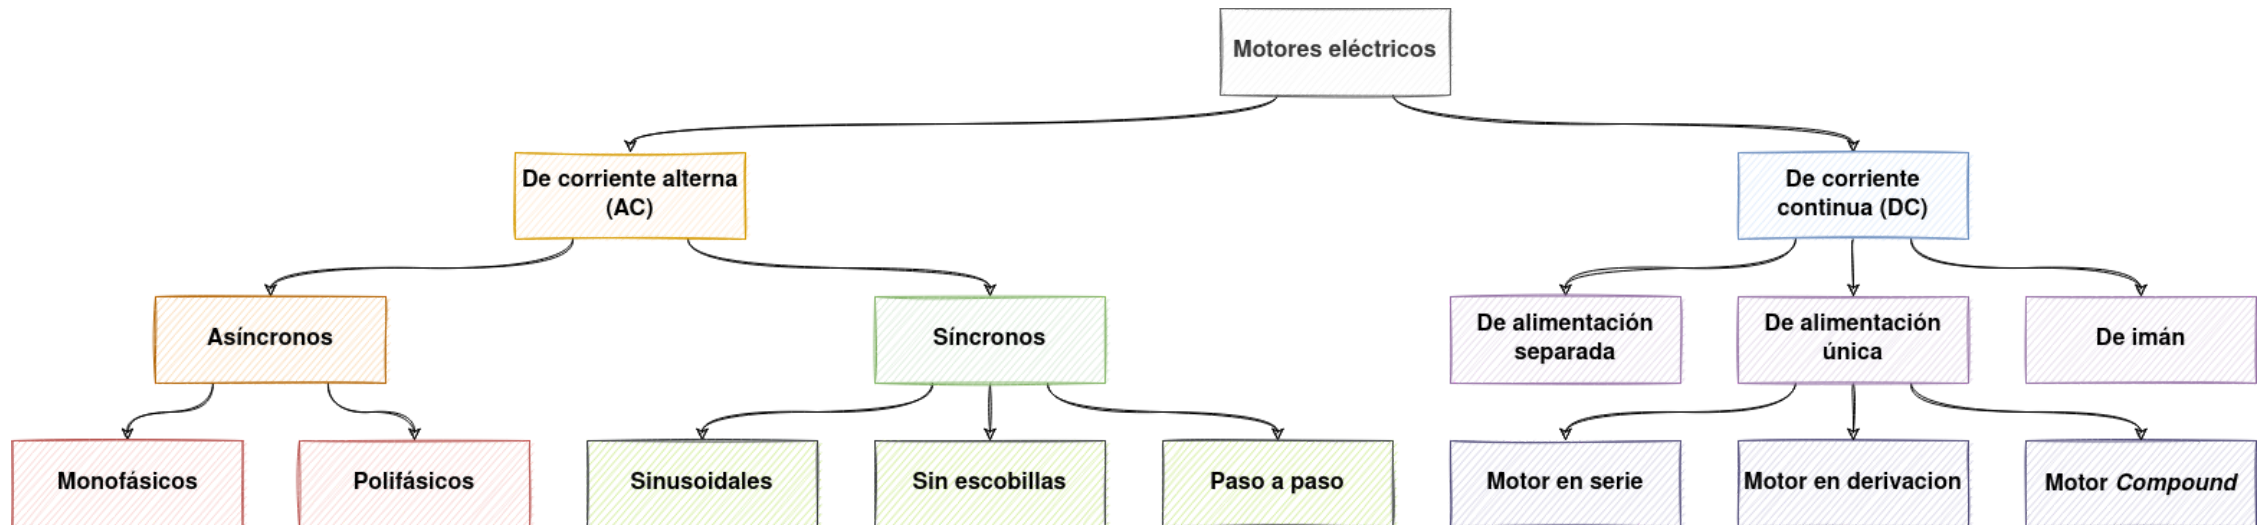 Motores eléctricos
De corriente alterna
(AC)
De corriente
continua (DC)
Asíncronos
Síncronos
De alimentación
separada
De alimentación
única
De imán
Monofásicos
Polifásicos
Sinusoidales
Sin escobillas
Paso a paso
Motor en serie
Motor en derivacion
Motor Compound